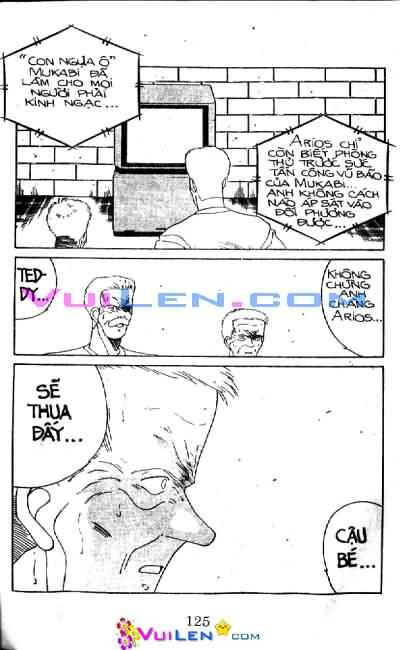 "CON NGỰA Ô"
MUKABI ĐÃ
LÀM CHO MỌI
NGƯỜI PHẢI
KINH NGẠC...
ARIOS CHỈ
CÒN BIẾT PHÒNG
THỦ TRƯỚC SỨC
TẤN CÔNG VŨ BÃO
CỦA MUKABI...
ANH KHÔNG CÁCH
NÀO ÁP SÁT VÀO
ĐỐI PHƯƠNG
ĐƯỢC...
TED-
DY...
KHÔNG
CHỪNG
ANH
CHÀNG
ARIOS...
VUILEN.COM
SẼ
THUA
ĐẤY...
CẬU
BÉ...
125
VUILEN.COM